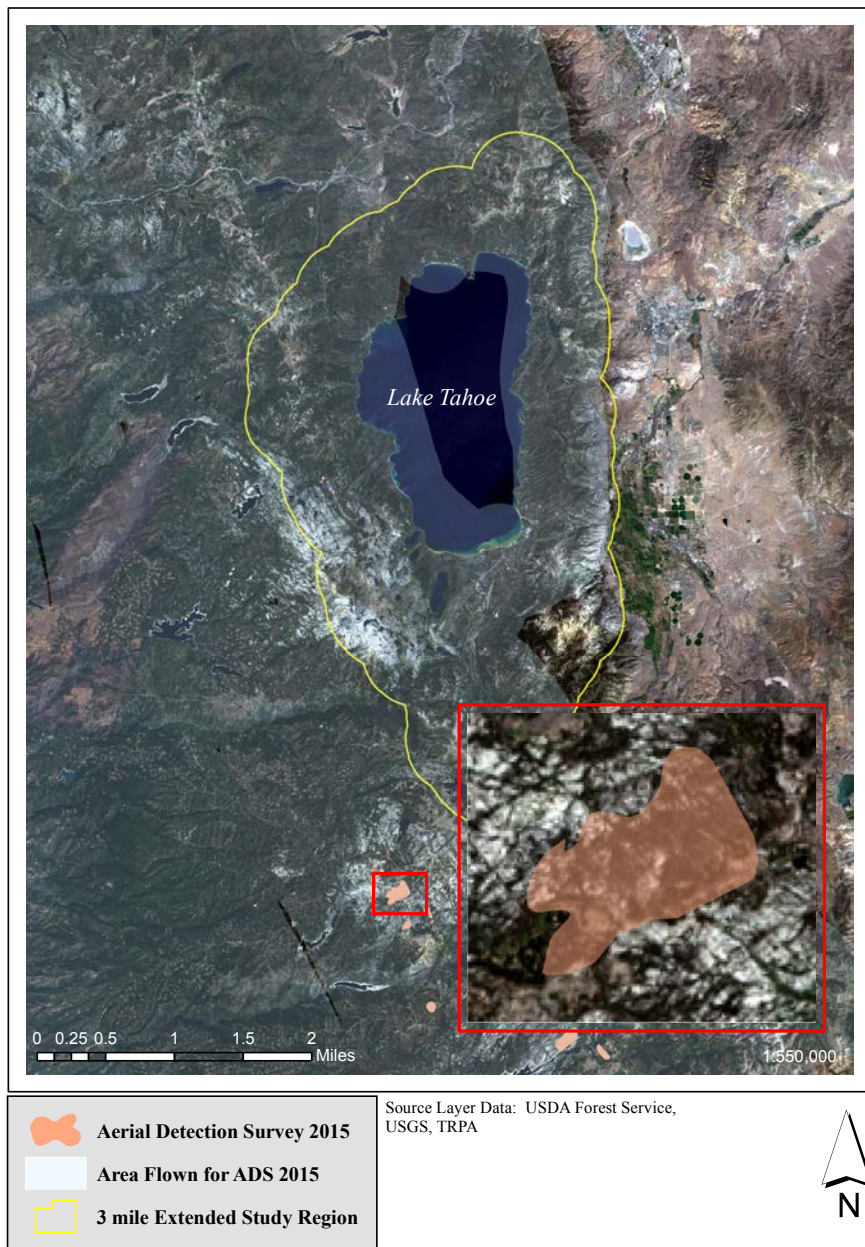 Lake Tahoe
0 0.25 0.5 1 1.5 2
Miles
1:550,000
Aerial Detection Survey 2015
Area Flown for ADS 2015
3 mile Extended Study Region
Source Layer Data: USDA Forest Service,
USGS, TRPA
N